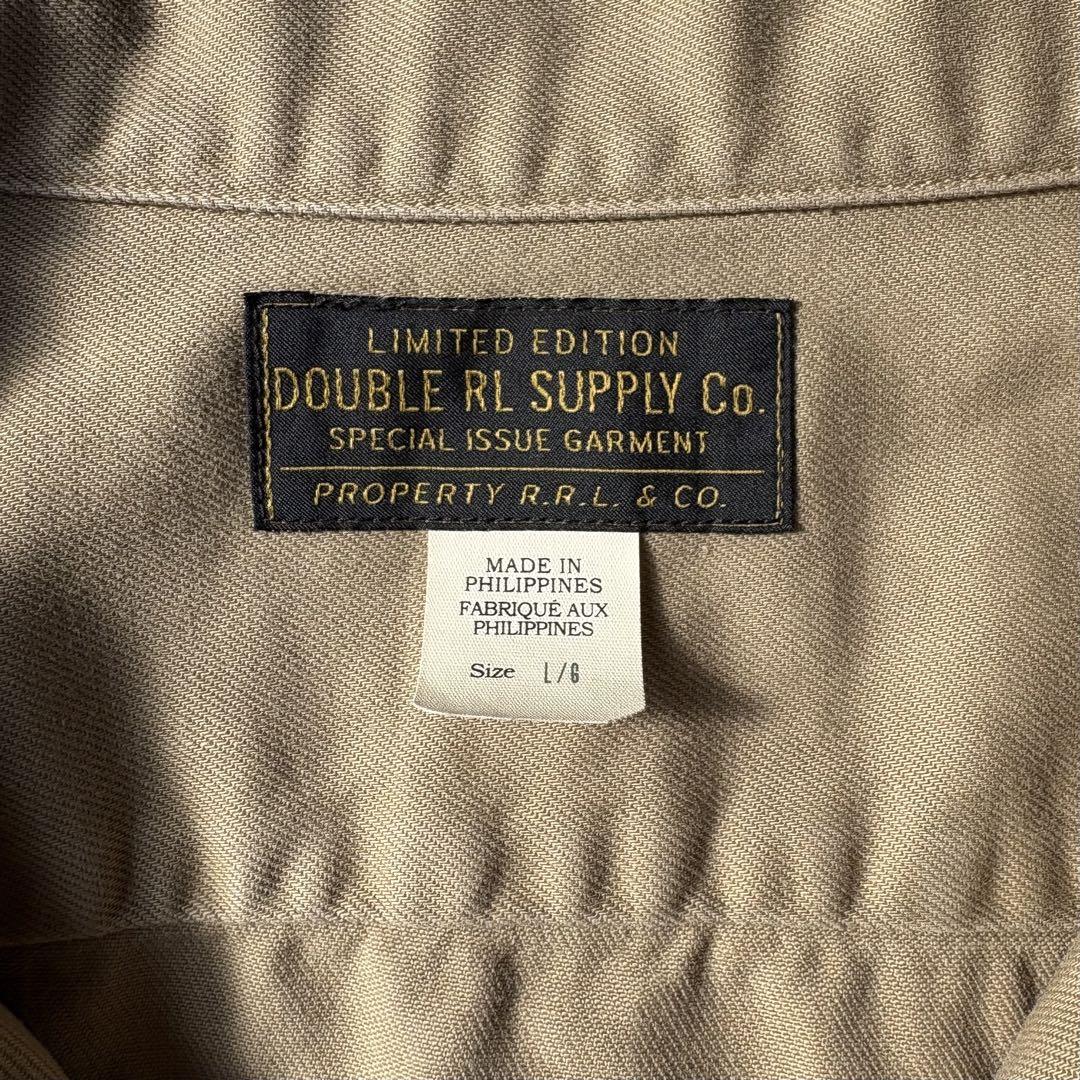 LIMITED EDITION
DOUBLE RL SUPPLY Co.
SPECIAL ISSUE GARMENT
PROPERTY R.R.L. & CO.
MADE IN
PHILIPPINES
FABRIQUÉ AUX
PHILIPPINES
Size L/G